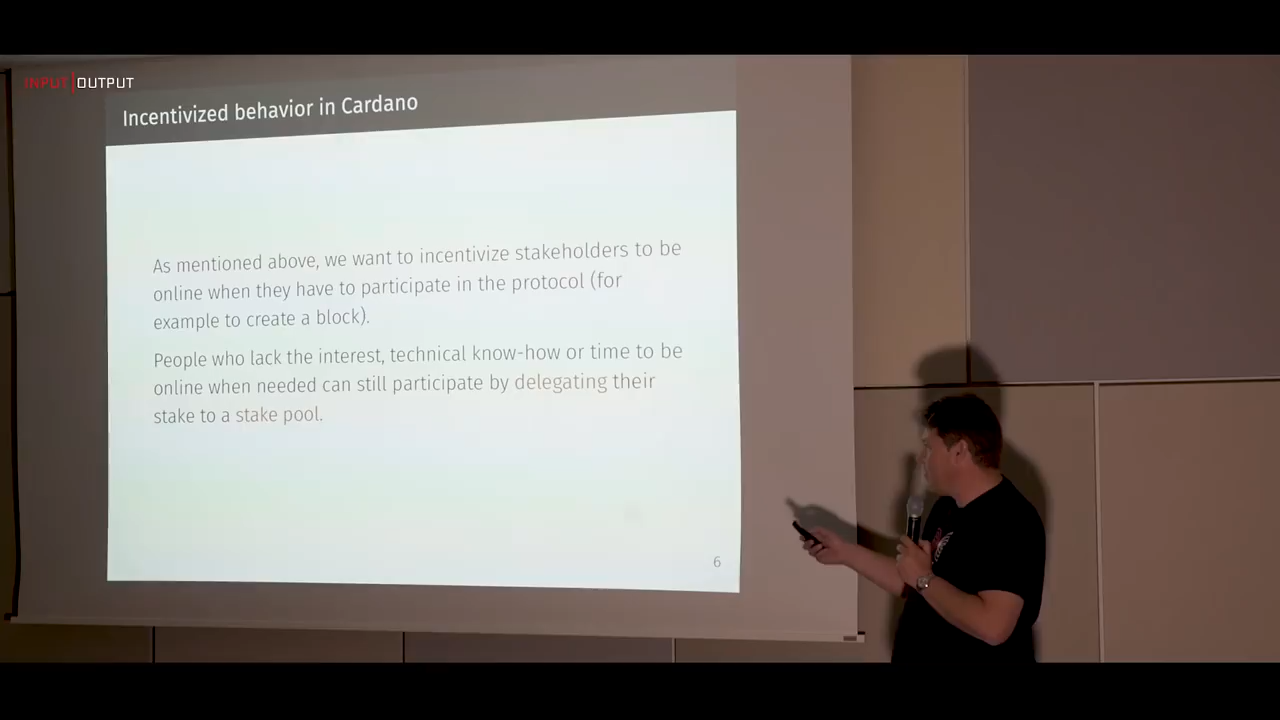 INPUT|OUTPUT
Incentivized behavior in Cardano
As mentioned above, we want to incentivize stakeholders to be
online when they have to participate in the protocol (for
example to create a block).
People who lack the interest, technical know-how or time to be
online when needed can still participate by delegating their
stake to a stake pool.
6